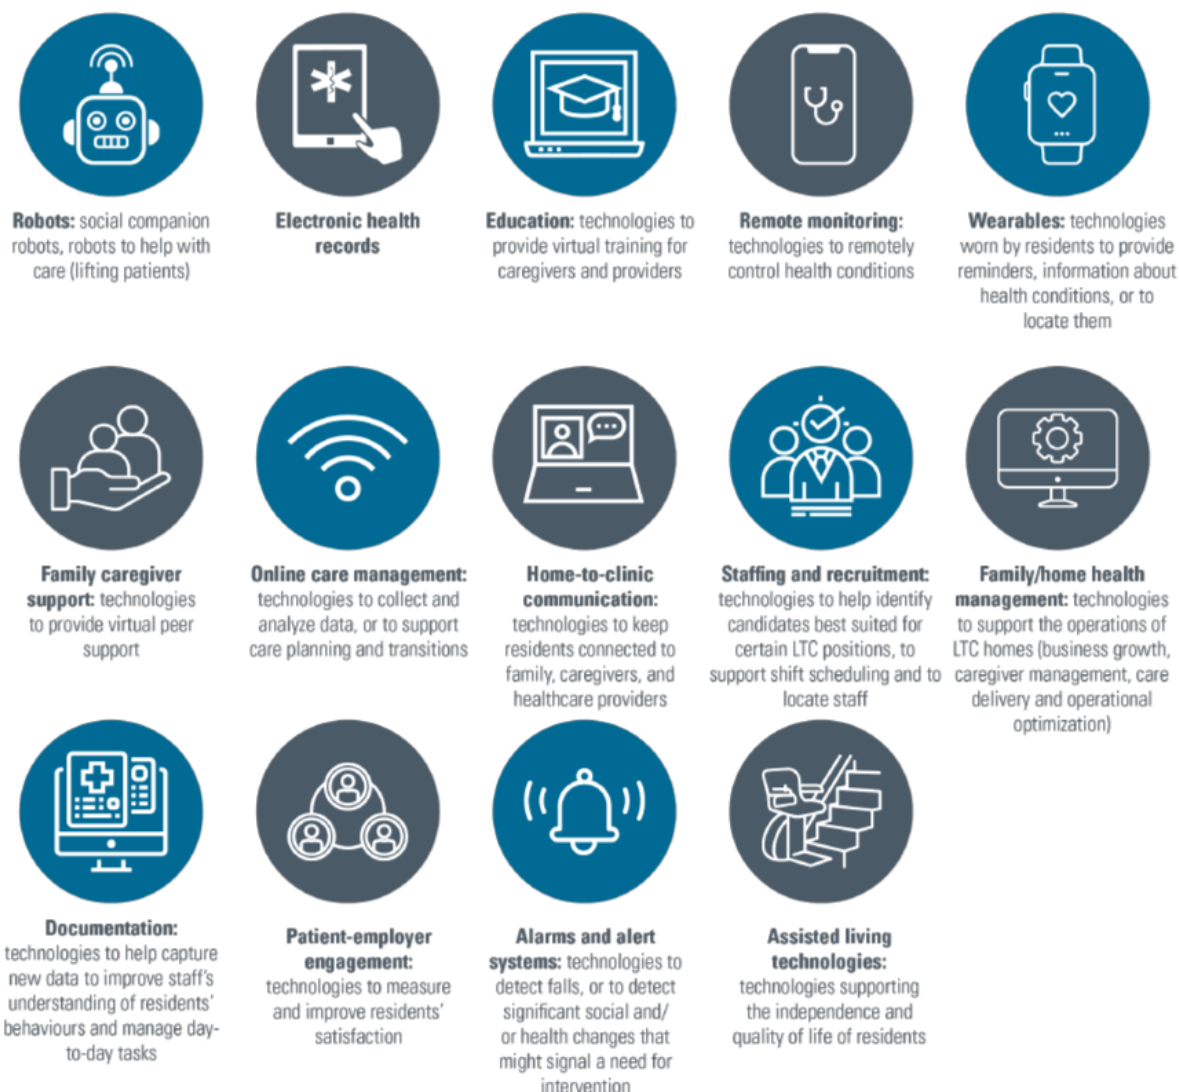 Robots: social companion
robots, robots to help with
care (lifting patients)
Electronic health
records
Education: technologies to
provide virtual training for
caregivers and providers
Remote monitoring:
technologies to remotely
control health conditions
Wearables: technologies
worn by residents to provide
reminders, information about
health conditions, or to
locate them
Family caregiver
support: technologies
to provide virtual peer
support
Online care management:
technologies to collect and
analyze data, or to support
care planning and transitions
Home-to-clinic
communication:
technologies to keep
residents connected to
family, caregivers, and
healthcare providers
Staffing and recruitment:
technologies to help identify
candidates best suited for
certain LTC positions, to
support shift scheduling and to
locate staff
Family/home health
management: technologies
to support the operations of
LTC homes (business growth,
caregiver management, care
delivery and operational
optimization)
Documentation:
technologies to help capture
new data to improve staff's
understanding of residents'
behaviours and manage day-
to-day tasks
Patient-employer
engagement:
technologies to measure
and improve residents'
satisfaction
Alarms and alert
systems: technologies to
detect falls, or to detect
significant social and/
or health changes that
might signal a need for
intervention
Assisted living
technologies:
technologies supporting
the independence and
quality of life of residents